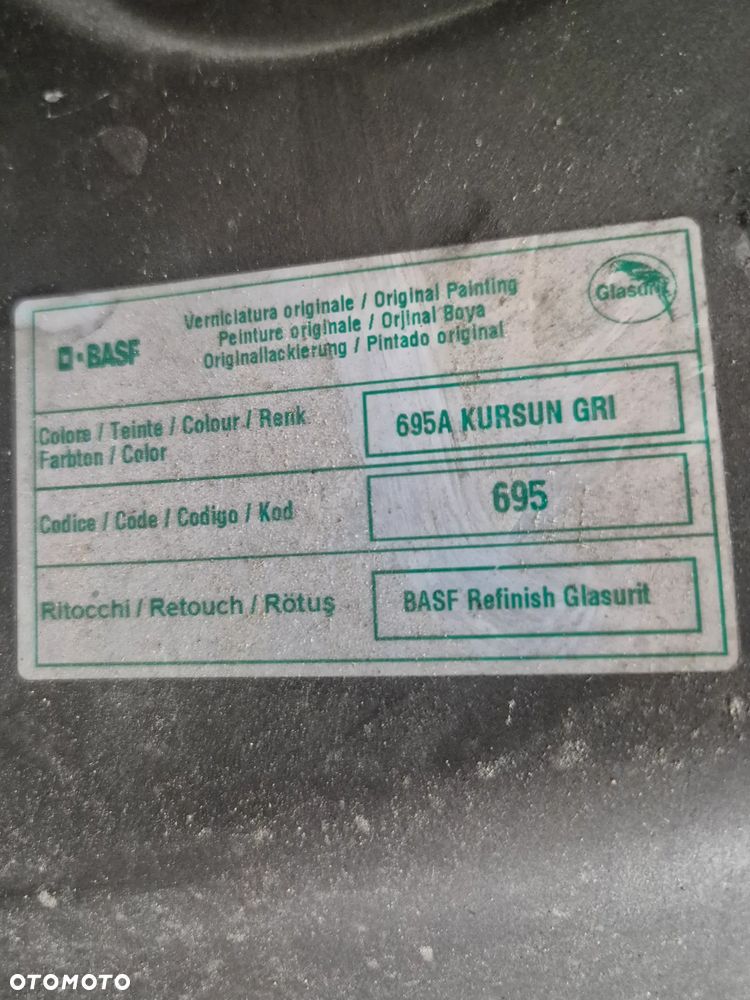 BASF
Verniciatura originale / Original Painting
Peinture originale / Orjinal Boya
Originallackierung / Pintado original
Glasurit
Colore / Teinte / Colour / Renk
Farbton / Color
695A KURSUN GRI
Codice / Code / Codigo / Kod
695
Ritocchi / Retouch / Rötuş
BASF Refinish Glasurit
OTOMOTO